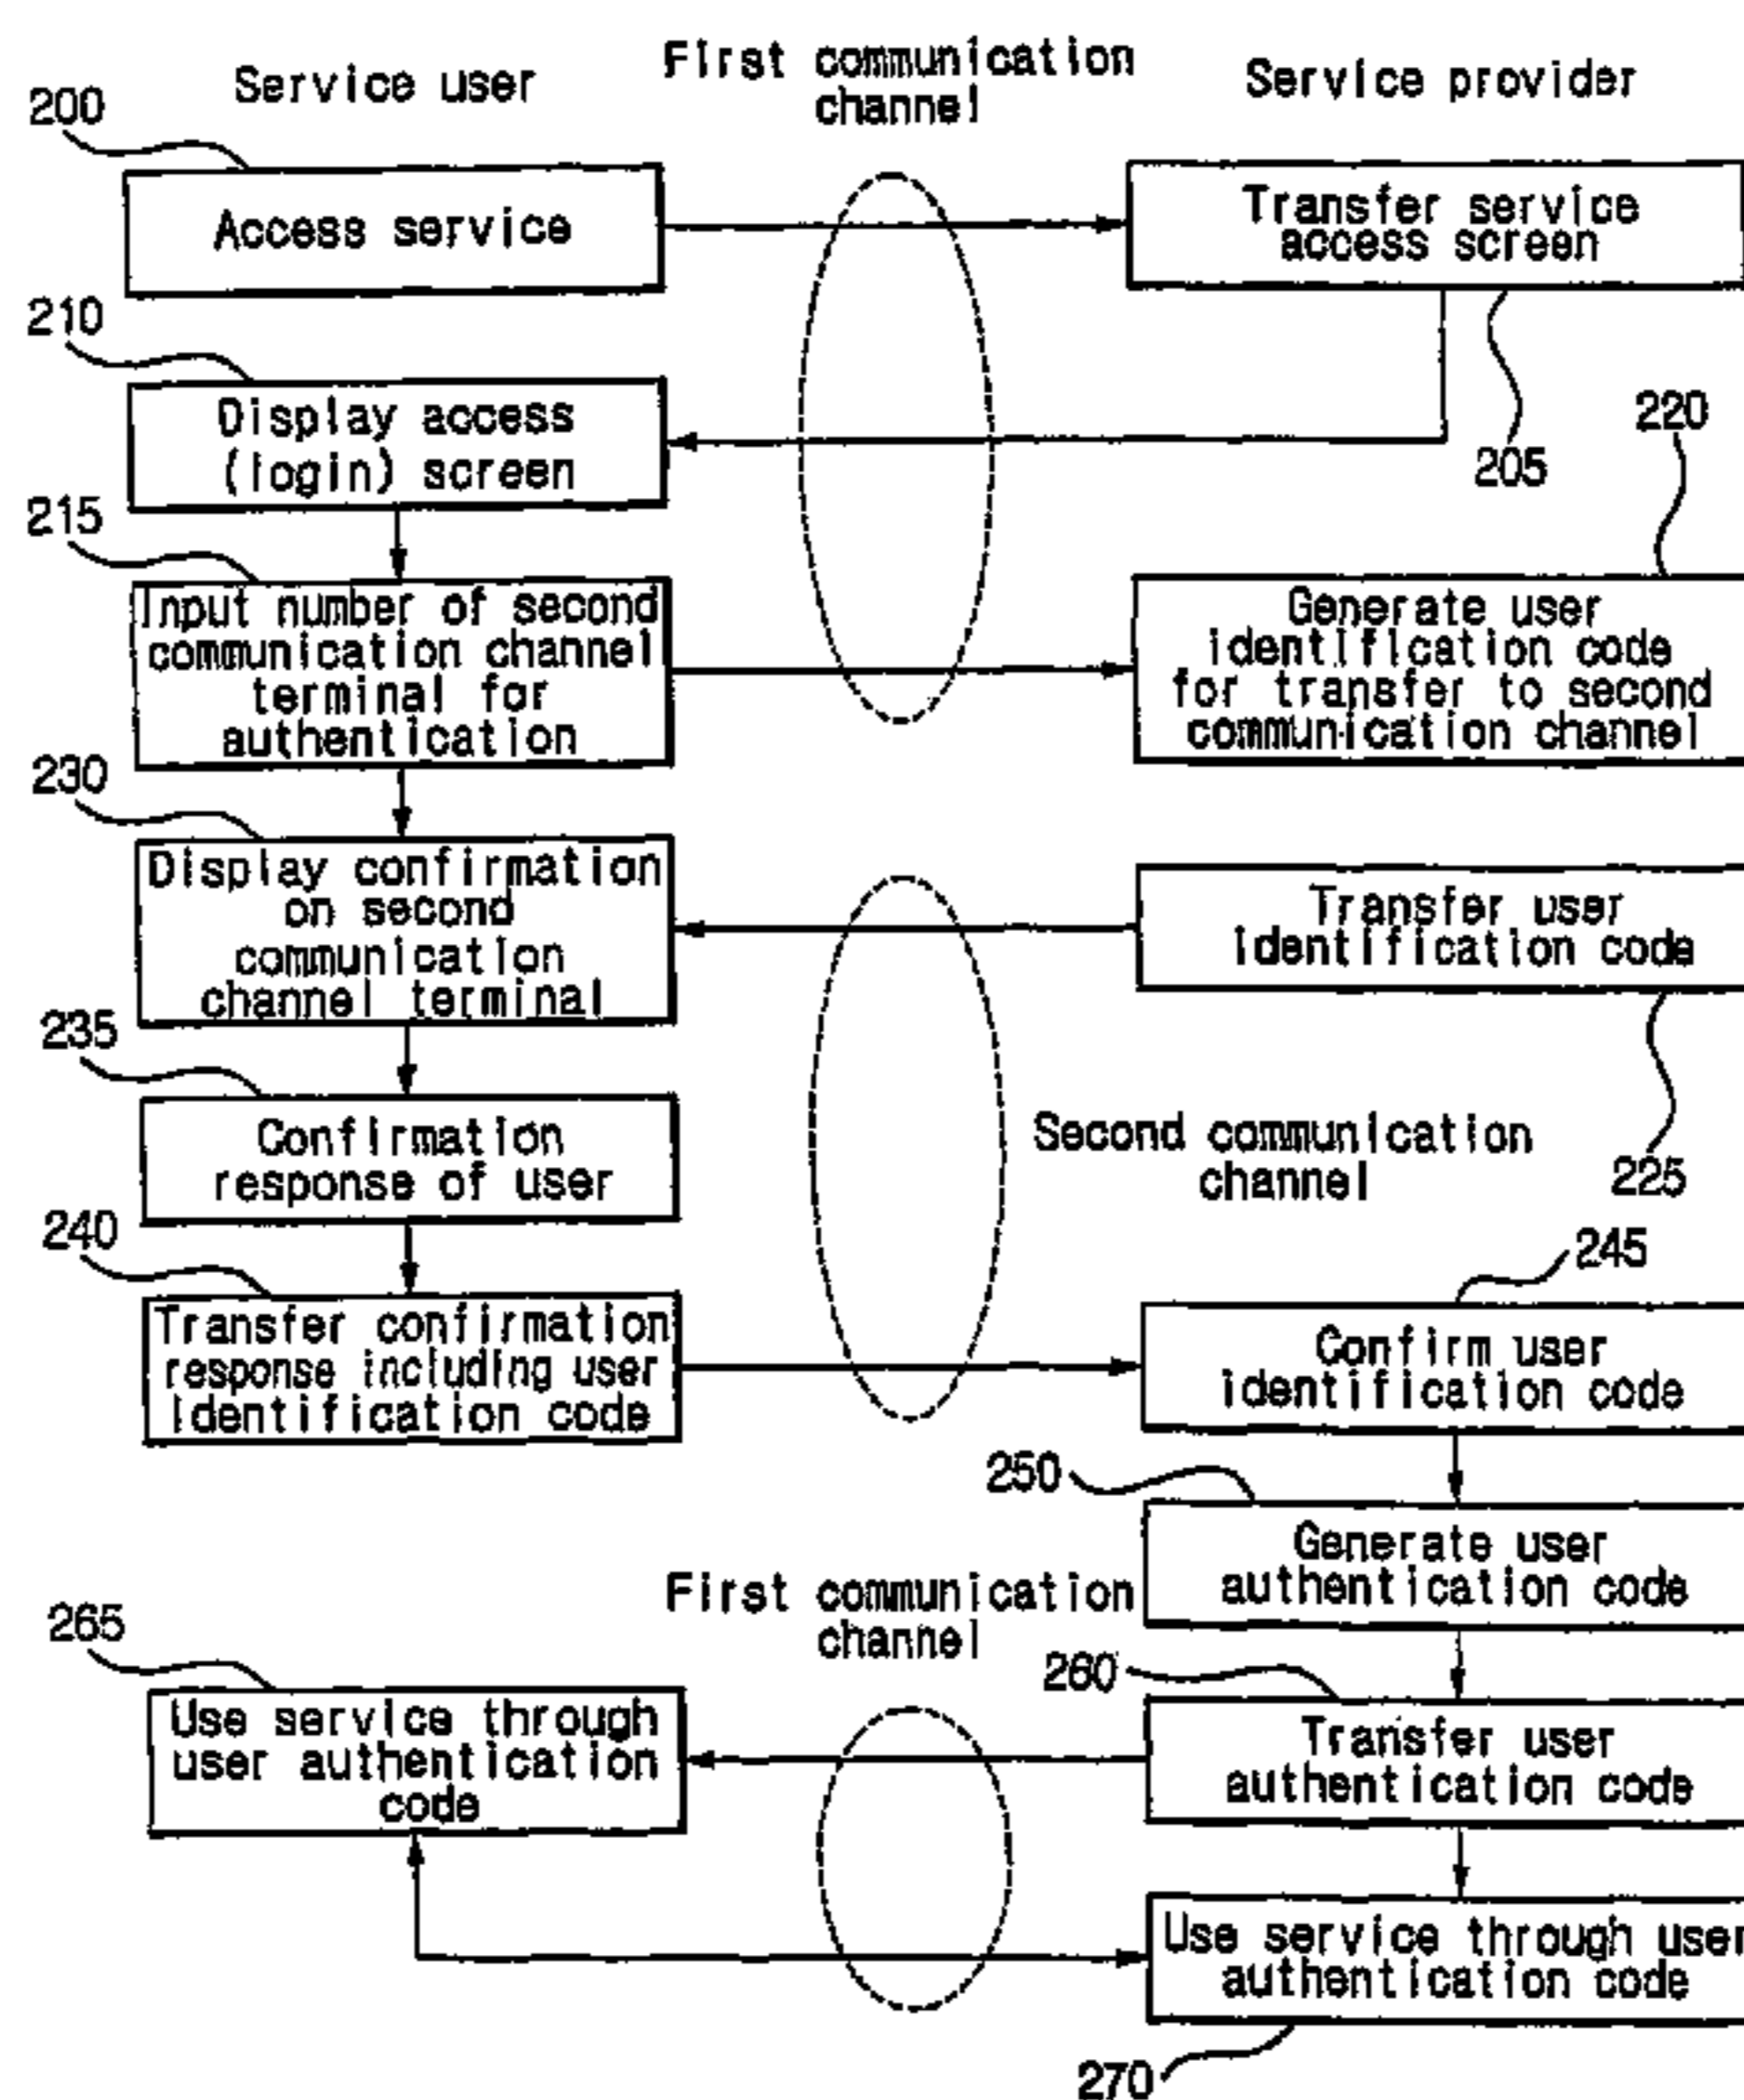 Service user
First communication
channel
Service provider
200
Access service
Transfer service
access screen
205
210
Display access
(login) screen
215
Input number of second
communication channel
terminal for
authentication
220
Generate user
identification code
for transfer to second
communication channel
230
Display confirmation
on second
communication
channel terminal
Transfer user
identification code
225
235
Confirmation
response of user
Second communication
channel
240
Transfer confirmation
response including user
identification code
245
Confirm user
identification code
250
Generate user
authentication code
First communication
channel
260
Transfer user
authentication code
265
Use service through
user authentication
code
Use service through user
authentication code
270